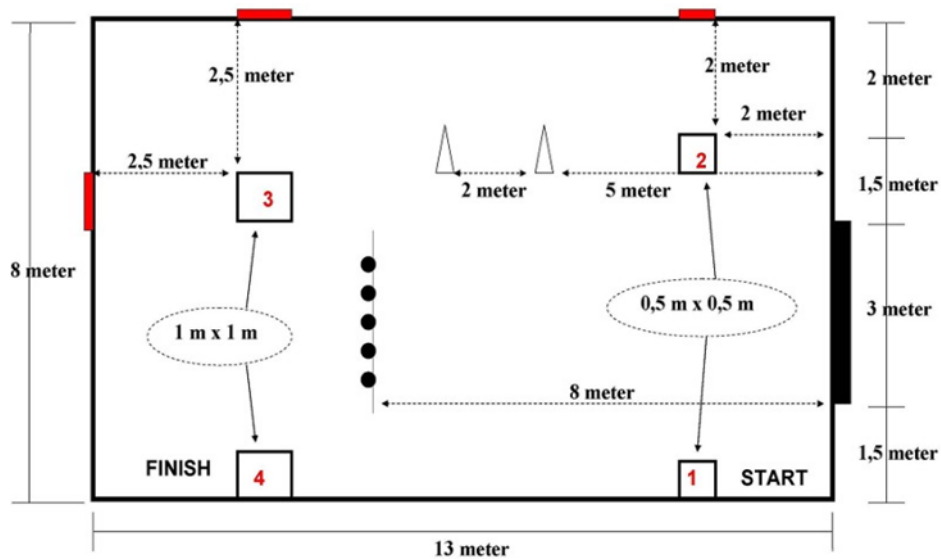 2,5 meter
2 meter
2 meter
2 meter
2,5 meter
2
3
2 meter
5 meter
1,5 meter
8 meter
1 m x 1 m
0,5 m x 0,5 m
3 meter
8 meter
FINISH
4
1
START
1,5 meter
13 meter